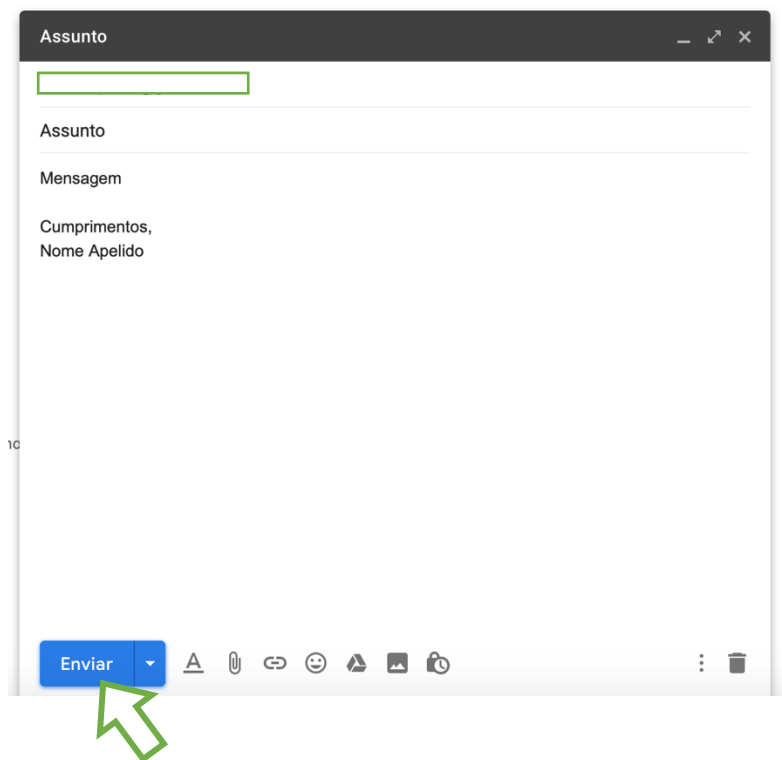 Assunto
Assunto
Mensagem
Cumprimentos,
Nome Apelido
Enviar